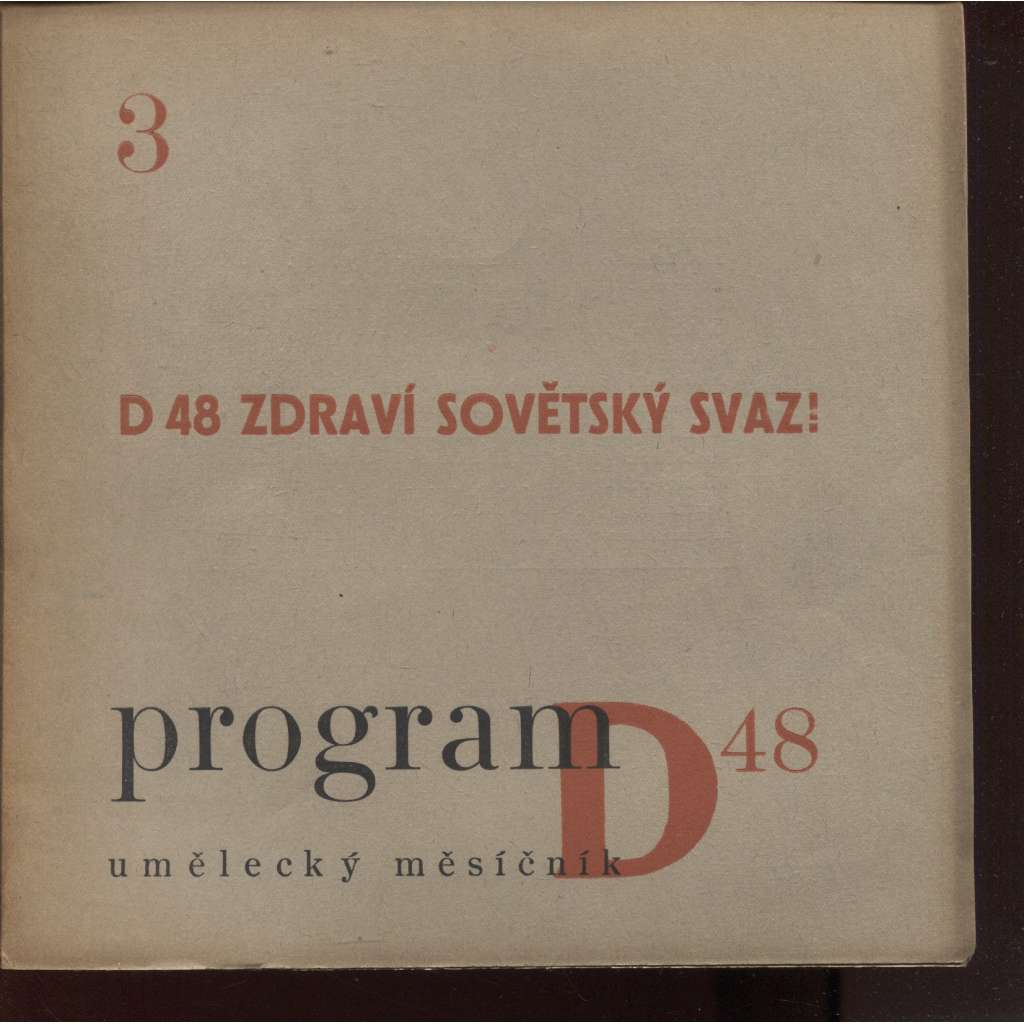 3
D 48 ZDRAVÍ SOVĚTSKÝ SVAZ!
program D 48
umělecký měsíčník